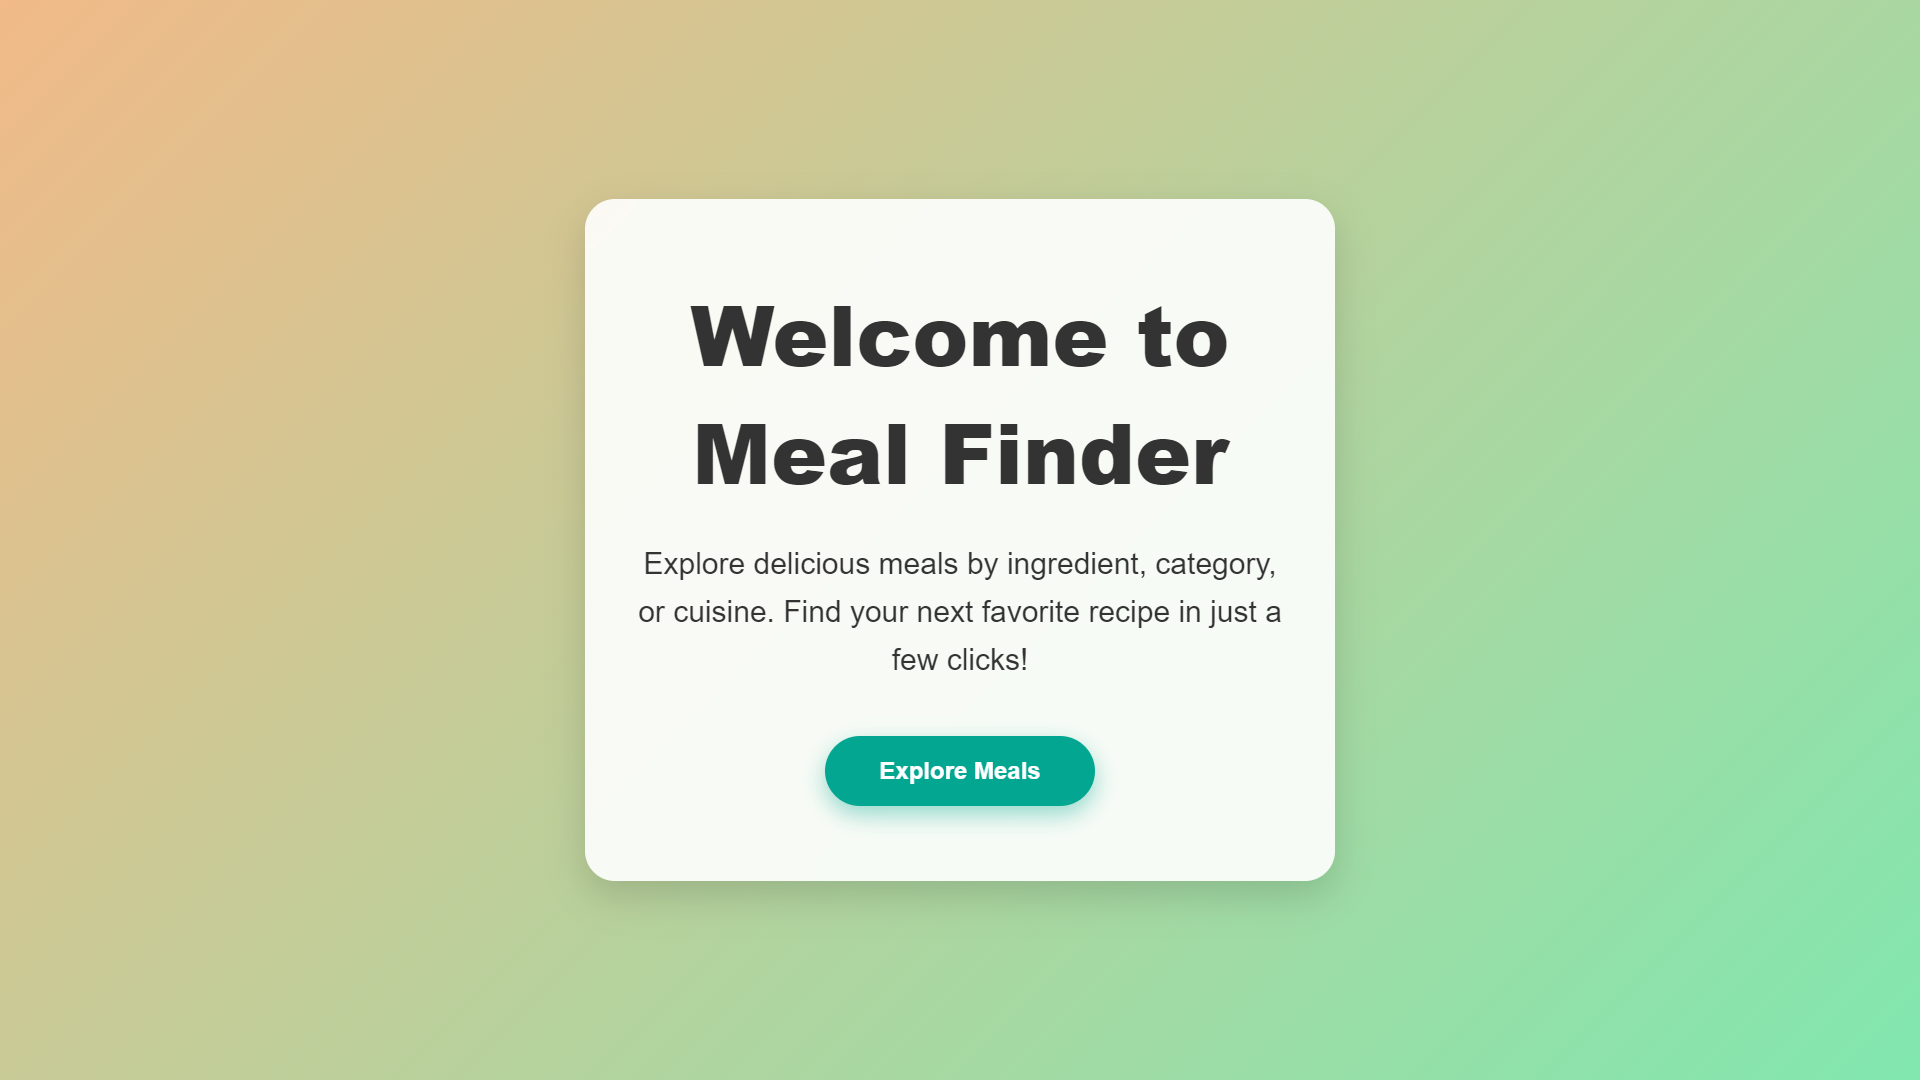 Welcome to
Meal Finder
Explore delicious meals by ingredient, category,
or cuisine. Find your next favorite recipe in just a
few clicks!
Explore Meals